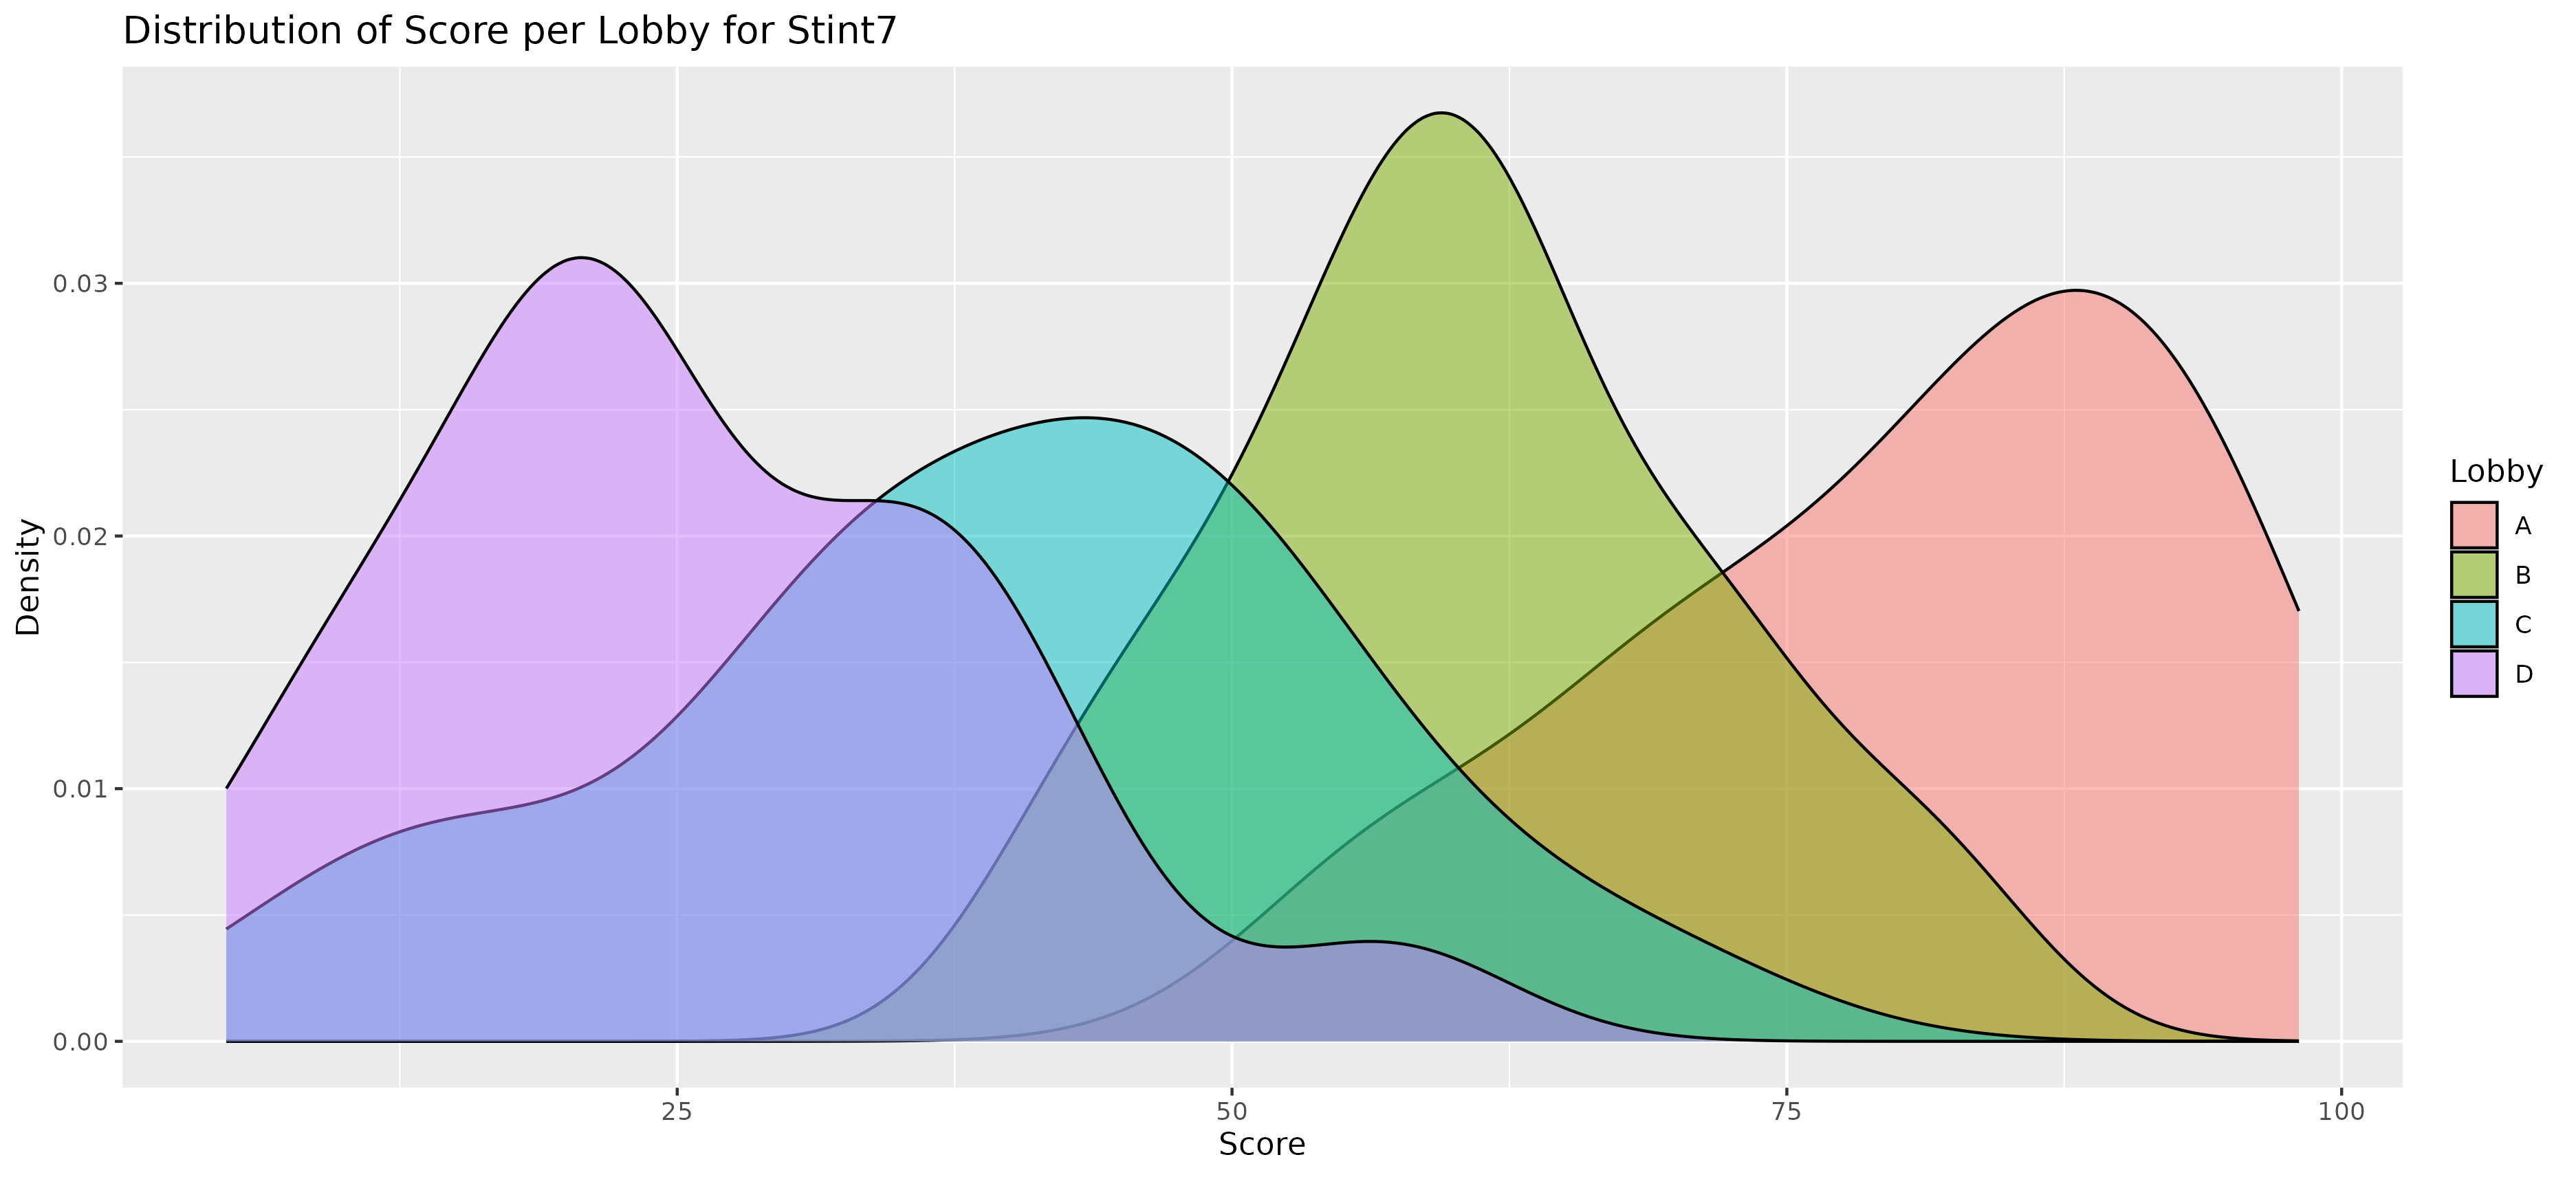 Distribution of Score per Lobby for Stint7
Density
0.03
0.02
0.01
0.00
25 50 75 100
Score
Lobby
A
B
C
D